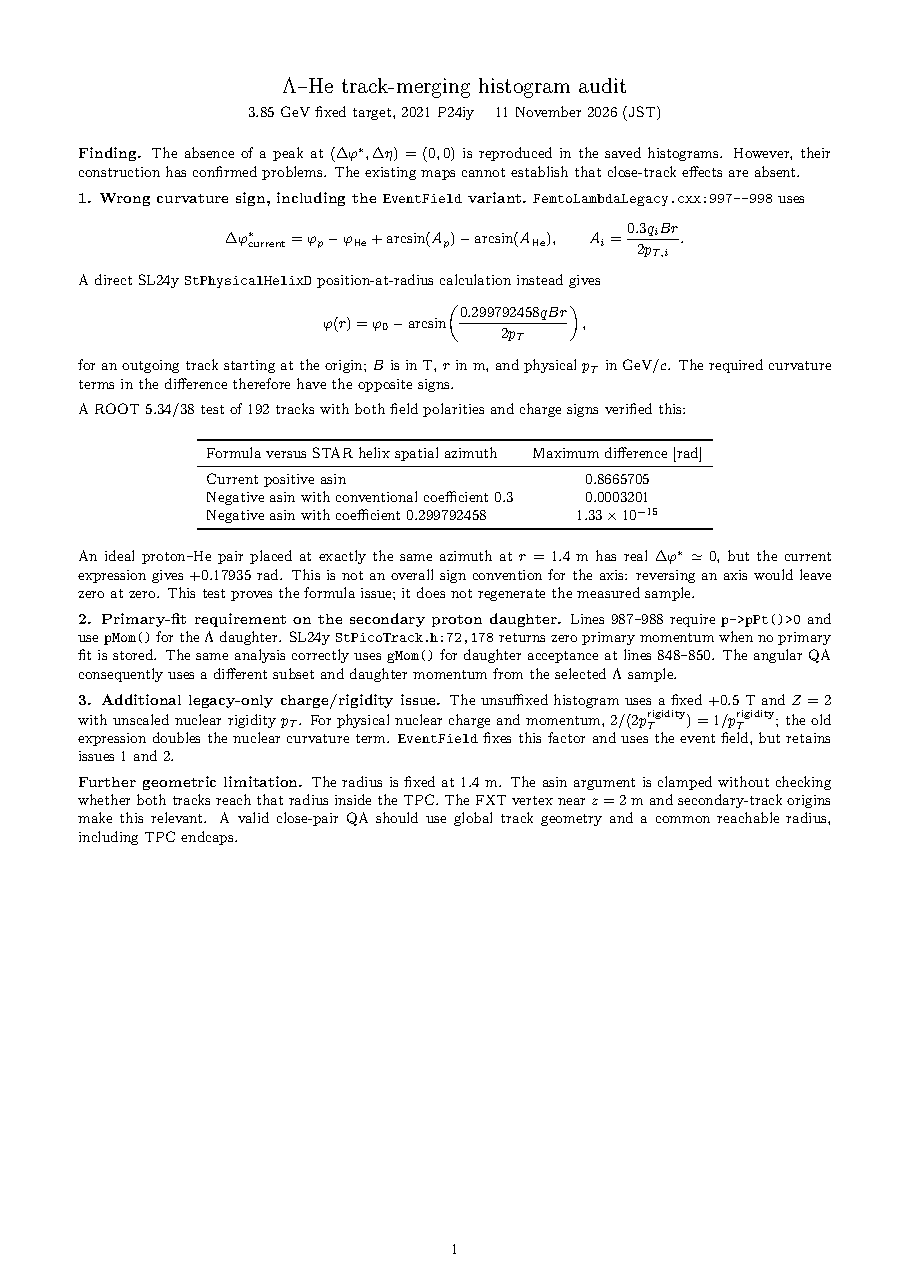 Λ–He track-merging histogram audit
3.85 GeV fixed target, 2021 P24iy 11 November 2026 (JST)
Finding. The absence of a peak at (Δφ*, Δη) = (0, 0) is reproduced in the saved histograms. However, their
construction has confirmed problems. The existing maps cannot establish that close-track effects are absent.
1. Wrong curvature sign, including the EventField variant. FemtoLambdaLegacy.cxx:997--998 uses
Δφ*current = φp − φHe + arcsin(Ap) − arcsin(AHe), Ai = 0.3qiBr / 2pT,i.
A direct SL24y StPhysicalHelixD position-at-radius calculation instead gives
φ(r) = φ0 − arcsin(0.299792458qBr / 2pT),
for an outgoing track starting at the origin; B is in T, r in m, and physical pT in GeV/c. The required curvature
terms in the difference therefore have the opposite signs.
A ROOT 5.34/38 test of 192 tracks with both field polarities and charge signs verified this:
Formula versus STAR helix spatial azimuth Maximum difference [rad]
Current positive asin 0.8665705
Negative asin with conventional coefficient 0.3 0.0003201
Negative asin with coefficient 0.299792458 1.33 × 10−15
An ideal proton–He pair placed at exactly the same azimuth at r = 1.4 m has real Δφ* ≃ 0, but the current
expression gives +0.17935 rad. This is not an overall sign convention for the axis: reversing an axis would leave
zero at zero. This test proves the formula issue; it does not regenerate the measured sample.
2. Primary-fit requirement on the secondary proton daughter. Lines 987–988 require p->pPt()>0 and
use pMom() for the Λ daughter. SL24y StPicoTrack.h:72,178 returns zero primary momentum when no primary
fit is stored. The same analysis correctly uses gMom() for daughter acceptance at lines 848–850. The angular QA
consequently uses a different subset and daughter momentum from the selected Λ sample.
3. Additional legacy-only charge/rigidity issue. The unsuffixed histogram uses a fixed +0.5 T and Z = 2
with unscaled nuclear rigidity pT. For physical nuclear charge and momentum, 2/(2pT^rigidity) = 1/pT^rigidity; the old
expression doubles the nuclear curvature term. EventField fixes this factor and uses the event field, but retains
issues 1 and 2.
Further geometric limitation. The radius is fixed at 1.4 m. The asin argument is clamped without checking
whether both tracks reach that radius inside the TPC. The FXT vertex near z = 2 m and secondary-track origins
make this relevant. A valid close-pair QA should use global track geometry and a common reachable radius,
including TPC endcaps.
1